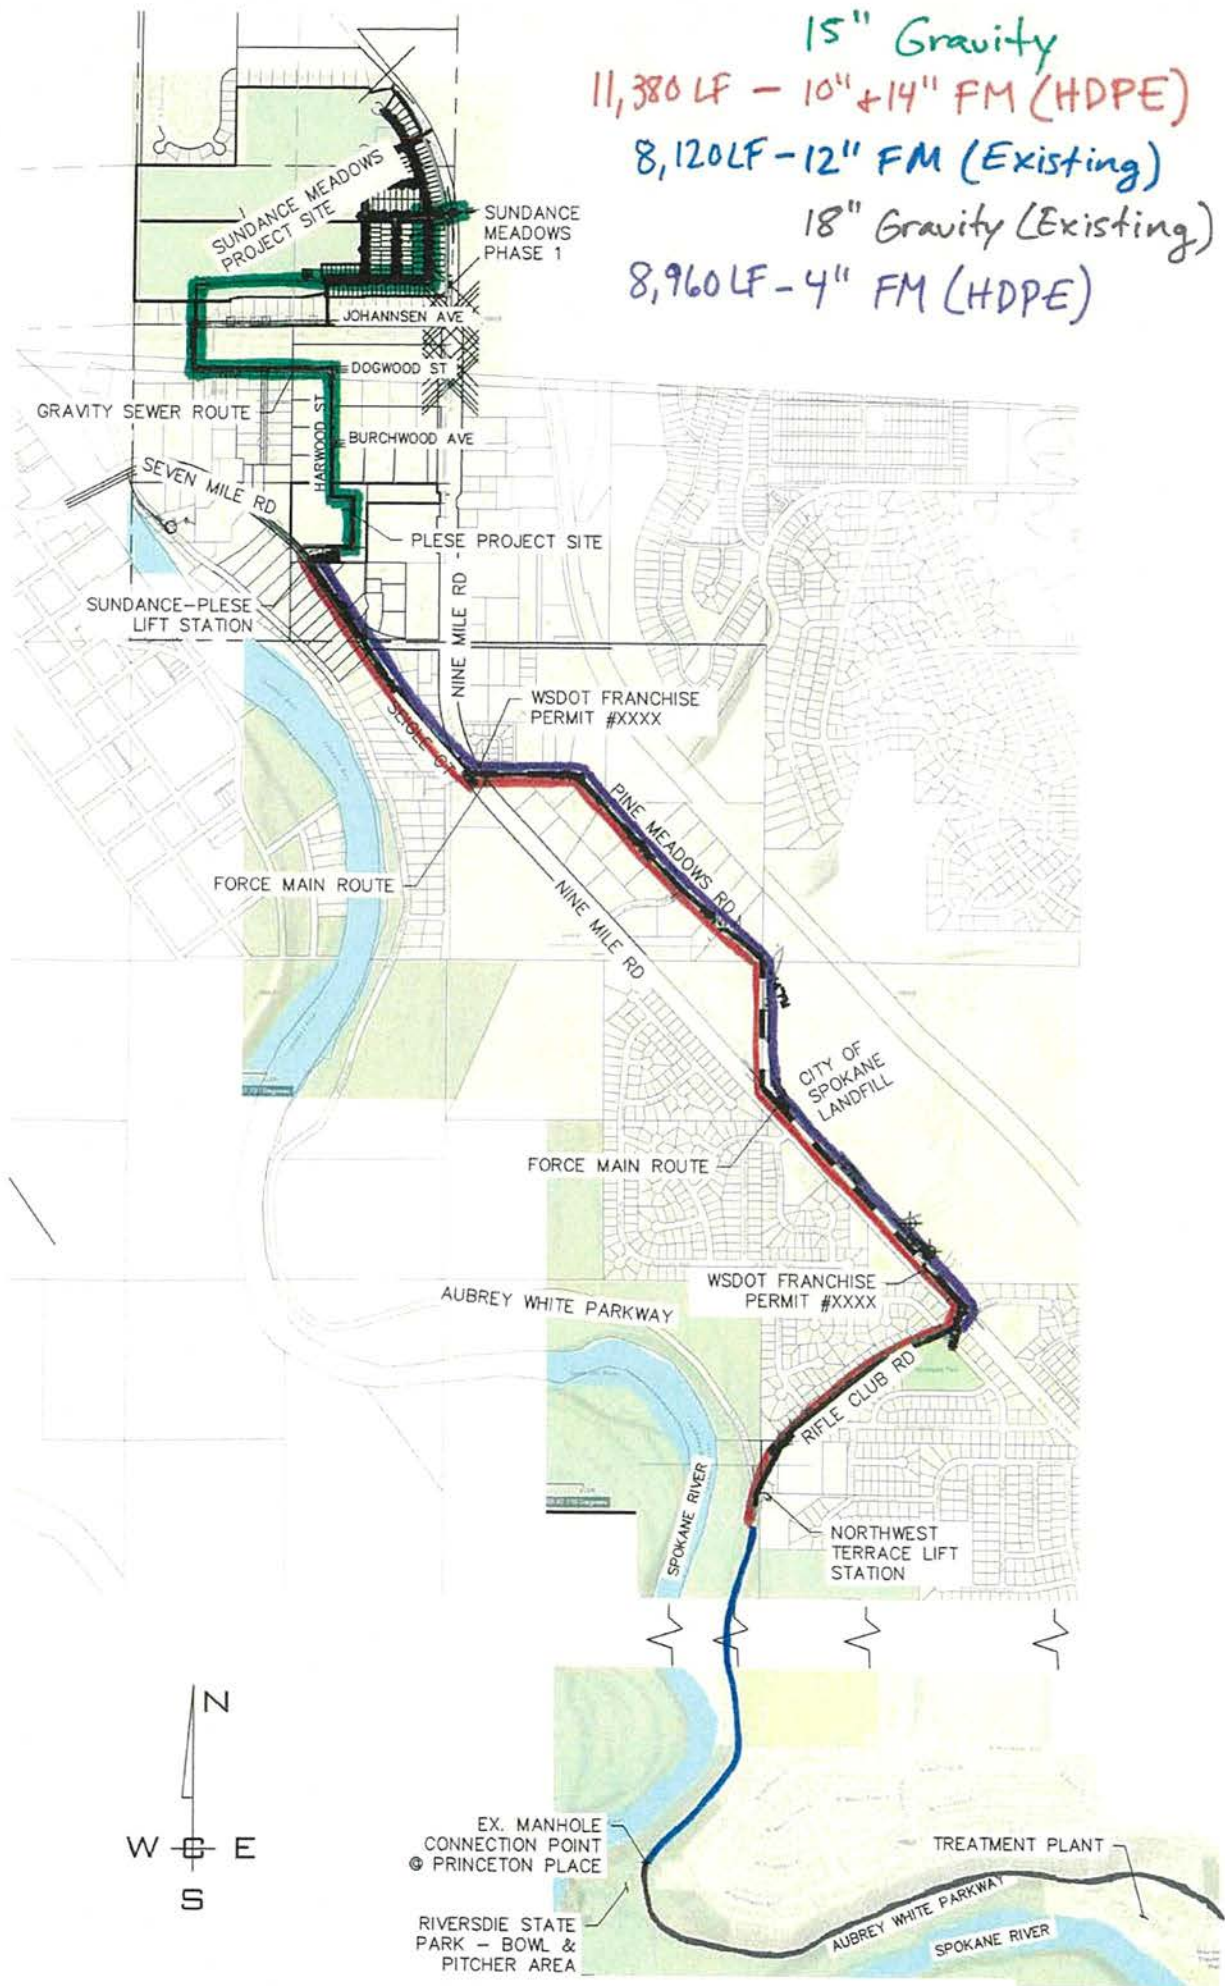 15" Gravity
11,380 LF - 10" + 14" FM (HDPE)
8,120 LF - 12" FM (Existing)
18" Gravity (Existing)
8,960 LF - 4" FM (HDPE)
SUNDANCE MEADOWS
PROJECT SITE
SUNDANCE
MEADOWS
PHASE 1
JOHANNSEN AVE
DOGWOOD ST
GRAVITY SEWER ROUTE
HARWOOD ST
BURCHWOOD AVE
SEVEN MILE RD
PLESE PROJECT SITE
SUNDANCE-PLESE
LIFT STATION
NINE MILE RD
WSDOT FRANCHISE
PERMIT #XXXX
SEIGLE CT
PINE MEADOWS RD
FORCE MAIN ROUTE
NINE MILE RD
CITY OF
SPOKANE
LANDFILL
FORCE MAIN ROUTE
WSDOT FRANCHISE
PERMIT #XXXX
AUBREY WHITE PARKWAY
RIFLE CLUB RD
SPOKANE RIVER
NORTHWEST
TERRACE LIFT
STATION
N
W E
S
EX. MANHOLE
CONNECTION POINT
@ PRINCETON PLACE
TREATMENT PLANT
RIVERSDIE STATE
PARK - BOWL &
PITCHER AREA
AUBREY WHITE PARKWAY
SPOKANE RIVER